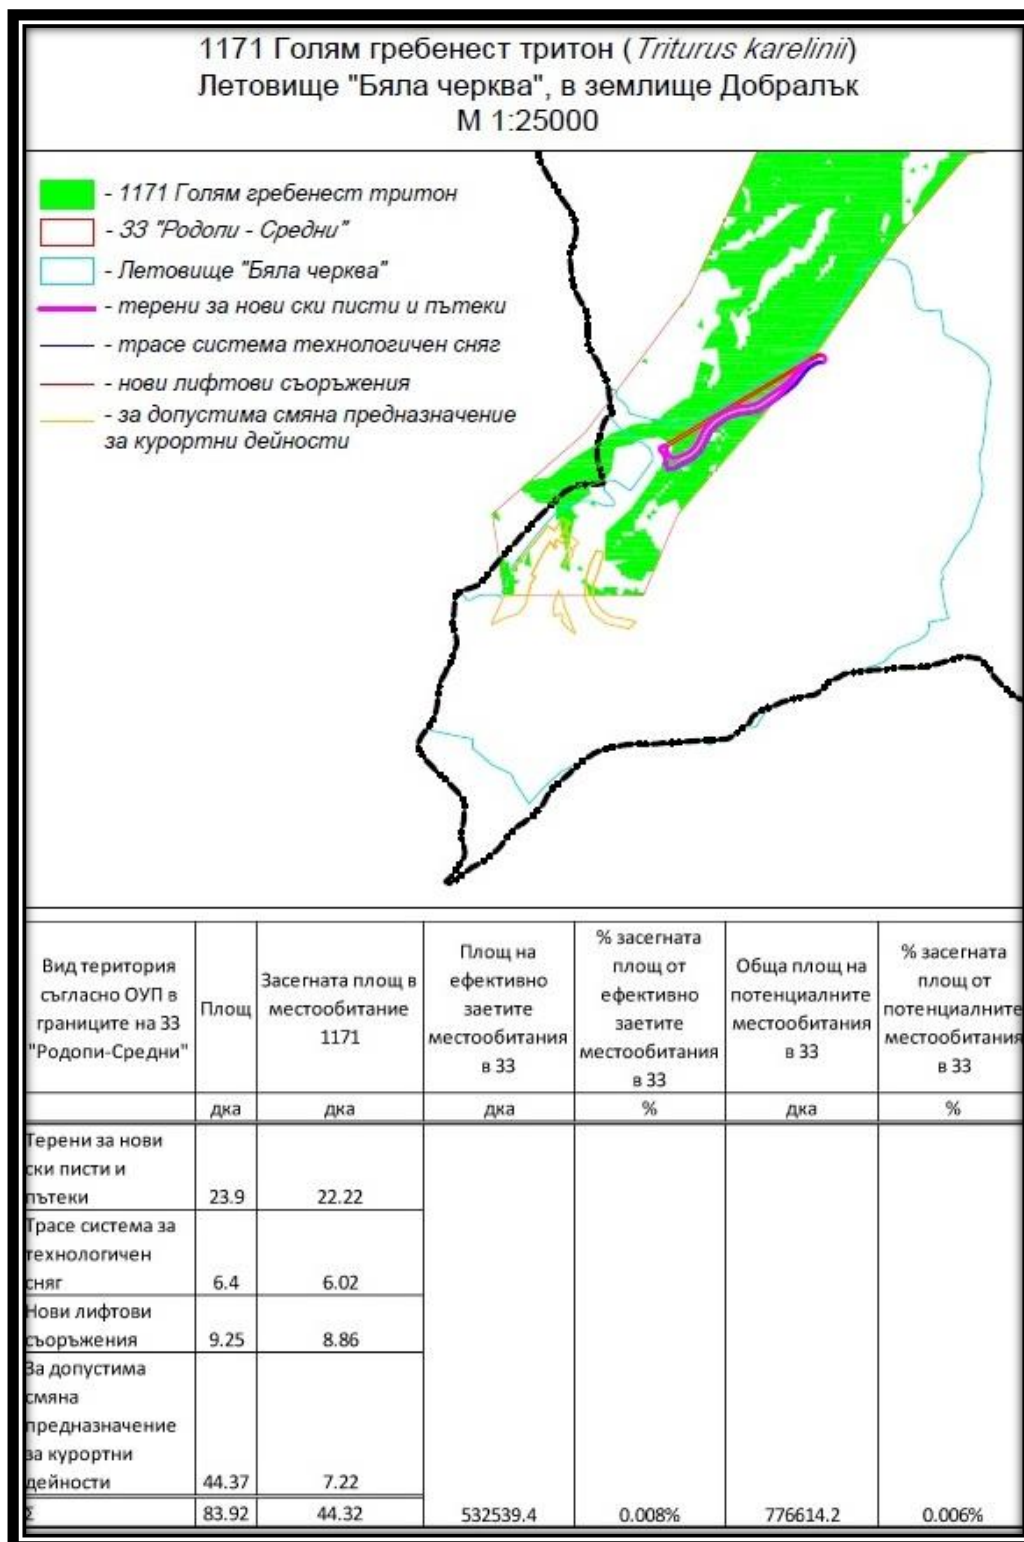 1171 Голям гребенест тритон (Triturus karelinii)
Летовище "Бяла черква", в землище Добралък
М 1:25000
- 1171 Голям гребенест тритон
- ЗЗ "Родопи - Средни"
- Летовище "Бяла черква"
- терени за нови ски писти и пътеки
- трасе система технологичен сняг
- нови лифтови съоръжения
- за допустима смяна предназначение
за курортни дейности
Вид територия
съгласно ОУП в
границите на ЗЗ
"Родопи-Средни"
Площ
Засегната площ в
местообитание
1171
Площ на
ефективно
заетите
местообитания
в ЗЗ
% засегната
площ от
ефективно
заетите
местообитания
в ЗЗ
Обща площ на
потенциалните
местообитания
в ЗЗ
% засегната
площ от
потенциалните
местообитания
в ЗЗ
дка дка дка % дка %
Терени за нови
ски писти и
пътеки 23.9 22.22
Трасе система за
технологичен
сняг 6.4 6.02
Нови лифтови
съоръжения 9.25 8.86
За допустима
смяна
предназначение
за курортни
дейности 44.37 7.22
Σ 83.92 44.32 532539.4 0.008% 776614.2 0.006%